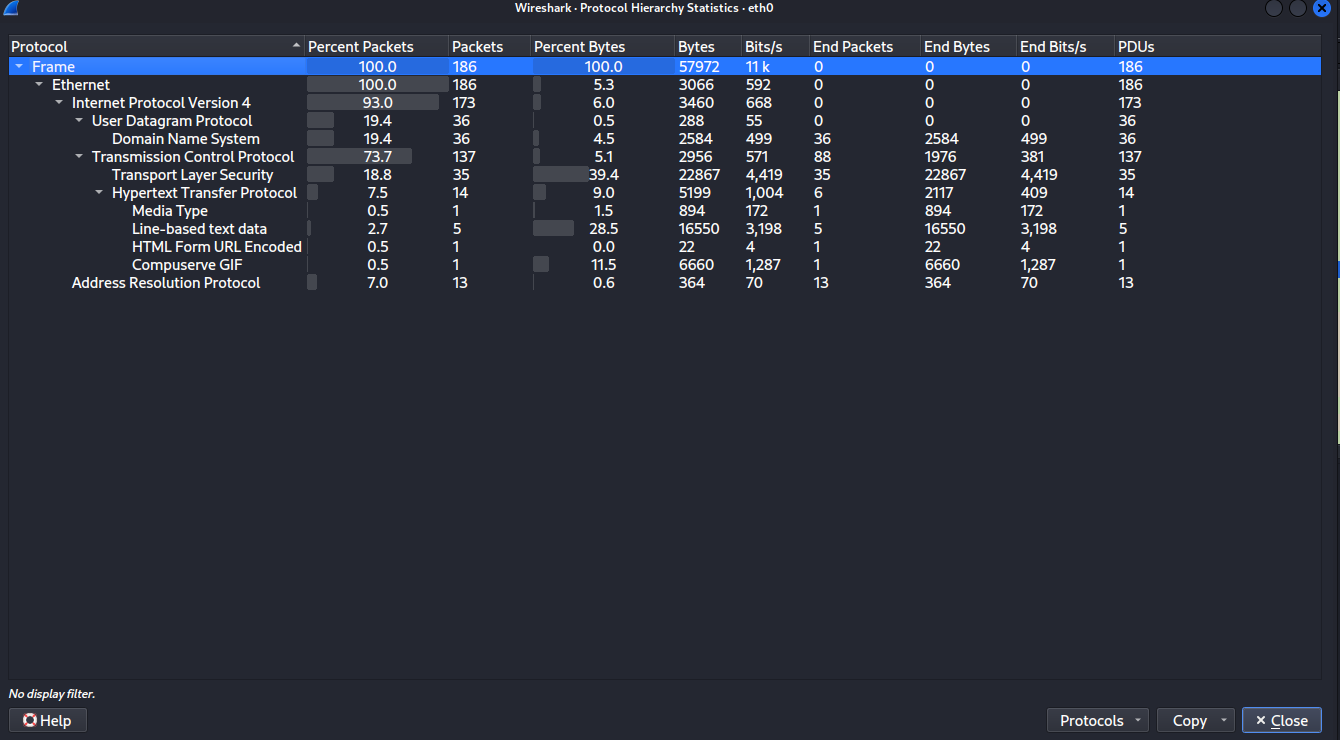 Wireshark · Protocol Hierarchy Statistics · eth0
Protocol Percent Packets Packets Percent Bytes Bytes Bits/s End Packets End Bytes End Bits/s PDUs
Frame 100.0 186 100.0 57972 11 k 0 0 0 186
Ethernet 100.0 186 5.3 3066 592 0 0 0 186
Internet Protocol Version 4 93.0 173 6.0 3460 668 0 0 0 173
User Datagram Protocol 19.4 36 0.5 288 55 0 0 0 36
Domain Name System 19.4 36 4.5 2584 499 36 2584 499 36
Transmission Control Protocol 73.7 137 5.1 2956 571 88 1976 381 137
Transport Layer Security 18.8 35 39.4 22867 4,419 35 22867 4,419 35
Hypertext Transfer Protocol 7.5 14 9.0 5199 1,004 6 2117 409 14
Media Type 0.5 1 1.5 894 172 1 894 172 1
Line-based text data 2.7 5 28.5 16550 3,198 5 16550 3,198 5
HTML Form URL Encoded 0.5 1 0.0 22 4 1 22 4 1
Compuserve GIF 0.5 1 11.5 6660 1,287 1 6660 1,287 1
Address Resolution Protocol 7.0 13 0.6 364 70 13 364 70 13
No display filter.
Help Protocols Copy Close